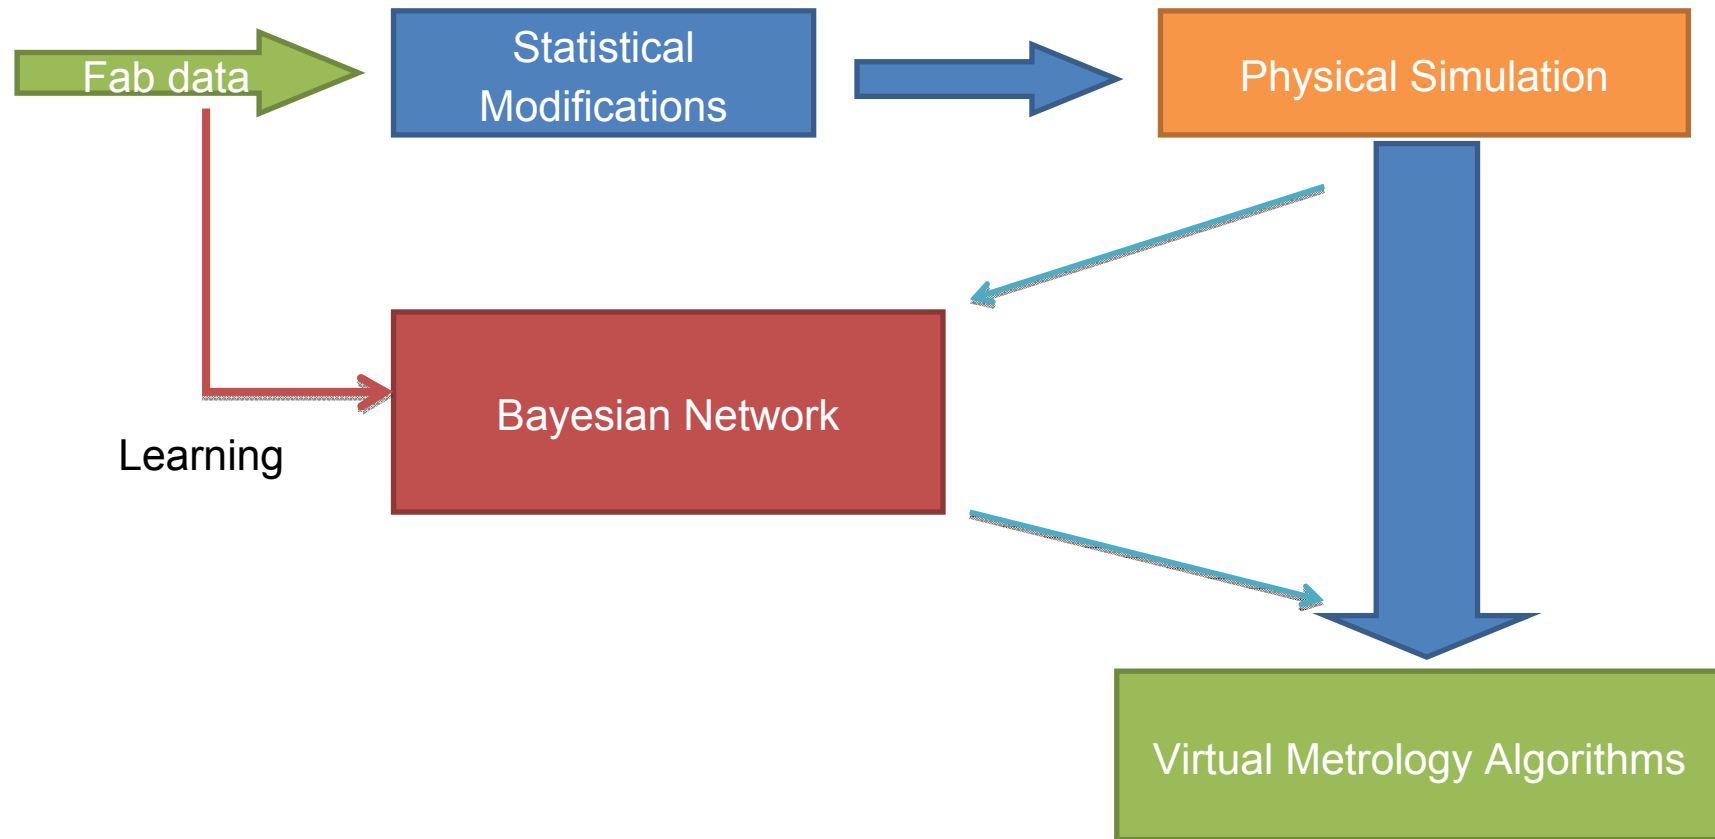 Fab data
Statistical
Modifications
Physical Simulation
Bayesian Network
Learning
Virtual Metrology Algorithms